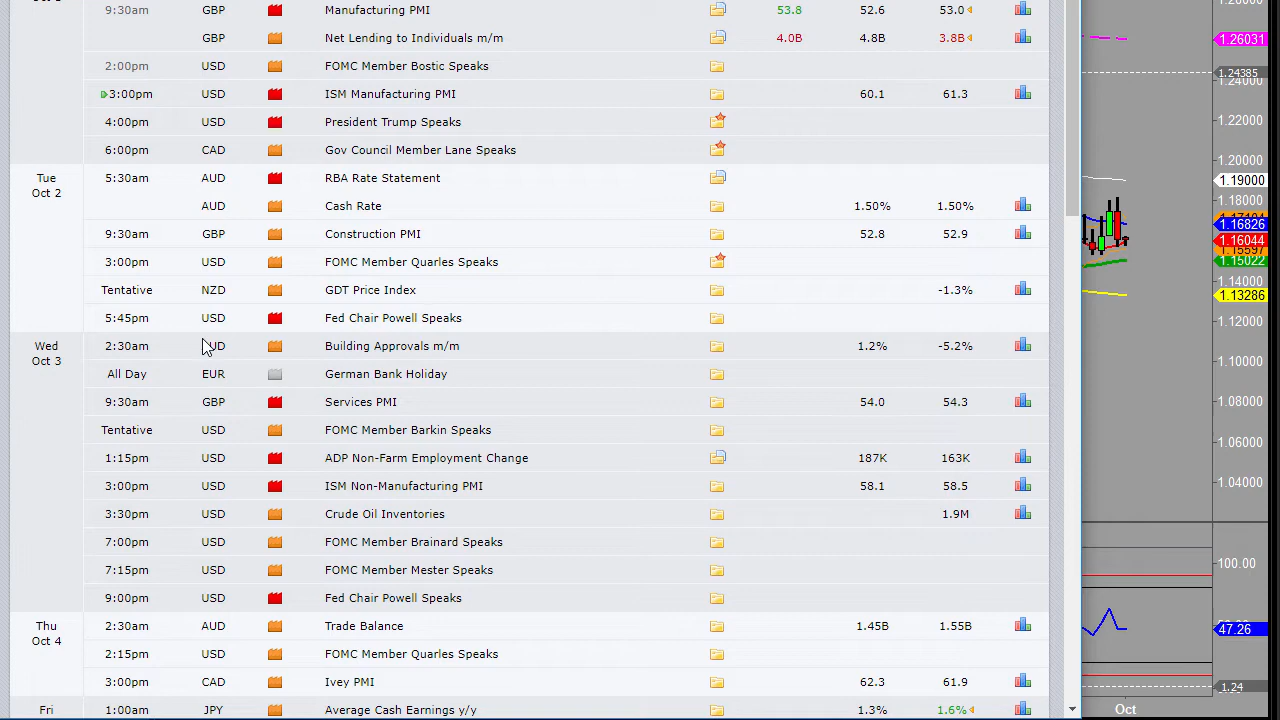 9:30am GBP Manufacturing PMI 53.8 52.6 53.0
GBP Net Lending to Individuals m/m 4.0B 4.8B 3.8B
2:00pm USD FOMC Member Bostic Speaks
3:00pm USD ISM Manufacturing PMI 60.1 61.3
4:00pm USD President Trump Speaks
6:00pm CAD Gov Council Member Lane Speaks
Tue 5:30am AUD RBA Rate Statement
Oct 2
AUD Cash Rate 1.50% 1.50%
9:30am GBP Construction PMI 52.8 52.9
3:00pm USD FOMC Member Quarles Speaks
Tentative NZD GDT Price Index -1.3%
5:45pm USD Fed Chair Powell Speaks
Wed 2:30am AUD Building Approvals m/m 1.2% -5.2%
Oct 3
All Day EUR German Bank Holiday
9:30am GBP Services PMI 54.0 54.3
Tentative USD FOMC Member Barkin Speaks
1:15pm USD ADP Non-Farm Employment Change 187K 163K
3:00pm USD ISM Non-Manufacturing PMI 58.1 58.5
3:30pm USD Crude Oil Inventories 1.9M
7:00pm USD FOMC Member Brainard Speaks
7:15pm USD FOMC Member Mester Speaks
9:00pm USD Fed Chair Powell Speaks
Thu 2:30am AUD Trade Balance 1.45B 1.55B
Oct 4
2:15pm USD FOMC Member Quarles Speaks
3:00pm CAD Ivey PMI 62.3 61.9
Fri 1:00am JPY Average Cash Earnings y/y 1.3% 1.6%
1.26031
1.24385
1.24000
1.22000
1.20000
1.19000
1.18000
1.16826
1.16044
1.15022
1.14000
1.13286
1.12000
1.10000
1.08000
1.06000
1.04000
100.00
47.26
1.24
Oct